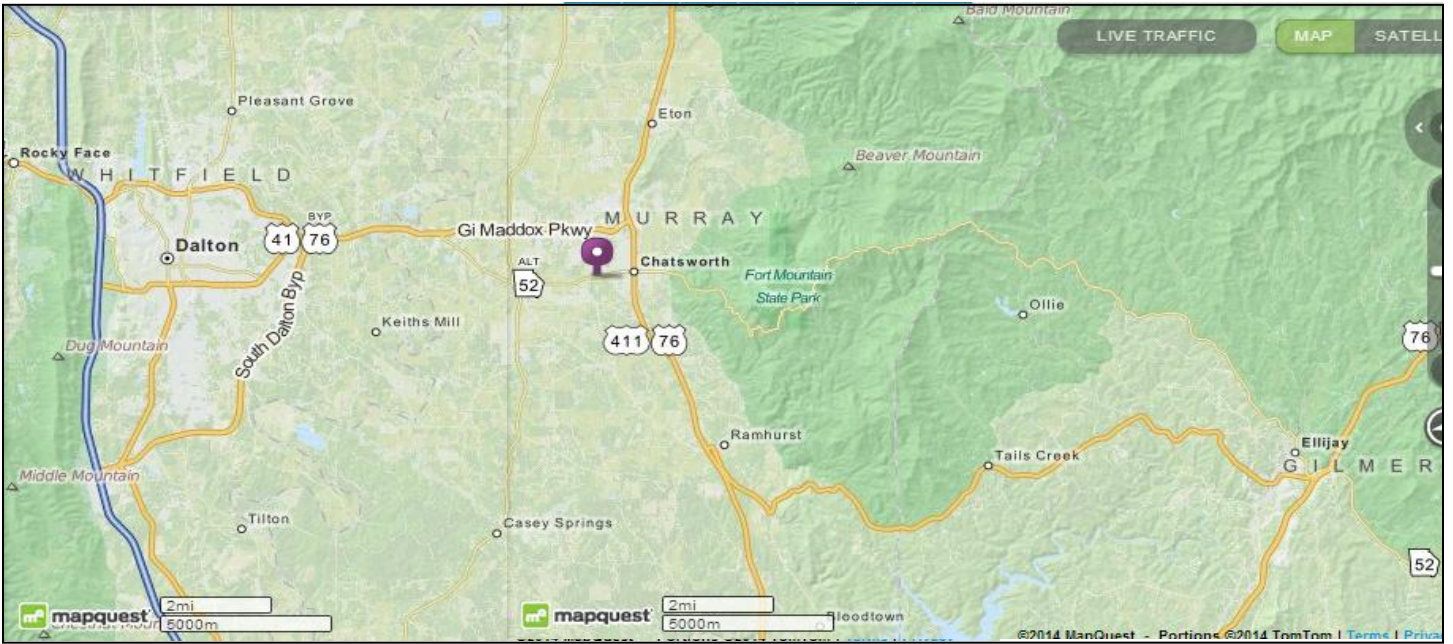 Bald Mountain
LIVE TRAFFIC
MAP
SATELL
Pleasant Grove
Eton
Rocky Face
Beaver Mountain
WHITFIELD
BYP
MURRAY
41
76
Gi Maddox Pkwy
Dalton
ALT
52
Chatsworth
Fort Mountain
State Park
South Dalton Byp
Keiths Mill
Ollie
411
76
76
Dug Mountain
Ramhurst
Ellijay
Tails Creek
GILMER
Middle Mountain
Tilton
Casey Springs
52
mapquest
2mi
5000m
mapquest
2mi
5000m
Bloodtown
©2014 MapQuest - Portions ©2014 TomTom | Terms | Priva